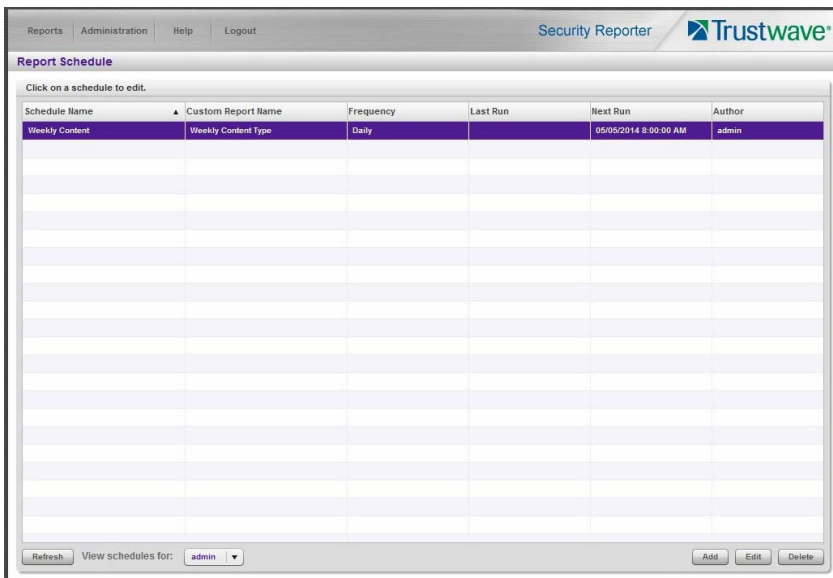 Reports Administration Help Logout Security Reporter Trustwave®
Report Schedule
Click on a schedule to edit.
Schedule Name ▲ Custom Report Name Frequency Last Run Next Run Author
Weekly Content Weekly Content Type Daily 05/05/2014 8:00:00 AM admin
Refresh View schedules for: admin ▼ Add Edit Delete